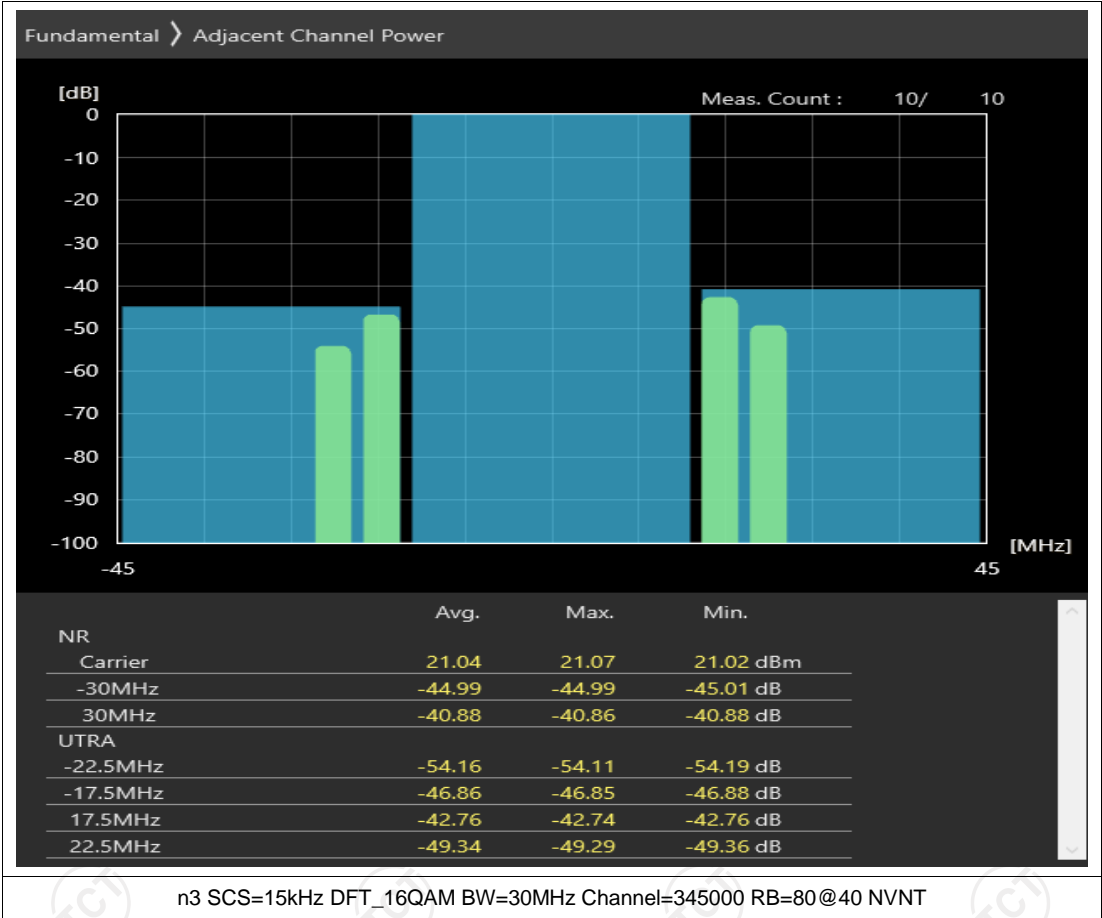 Fundamental 〉 Adjacent Channel Power
[dB]
Meas. Count : 10/ 10
0
-10
-20
-30
-40
-50
-60
-70
-80
-90
-100
[MHz]
-45 45
Avg. Max. Min.
NR
Carrier 21.04 21.07 21.02 dBm
-30MHz -44.99 -44.99 -45.01 dB
30MHz -40.88 -40.86 -40.88 dB
UTRA
-22.5MHz -54.16 -54.11 -54.19 dB
-17.5MHz -46.86 -46.85 -46.88 dB
17.5MHz -42.76 -42.74 -42.76 dB
22.5MHz -49.34 -49.29 -49.36 dB
n3 SCS=15kHz DFT_16QAM BW=30MHz Channel=345000 RB=80@40 NVNT
TCT TCT TCT TCT